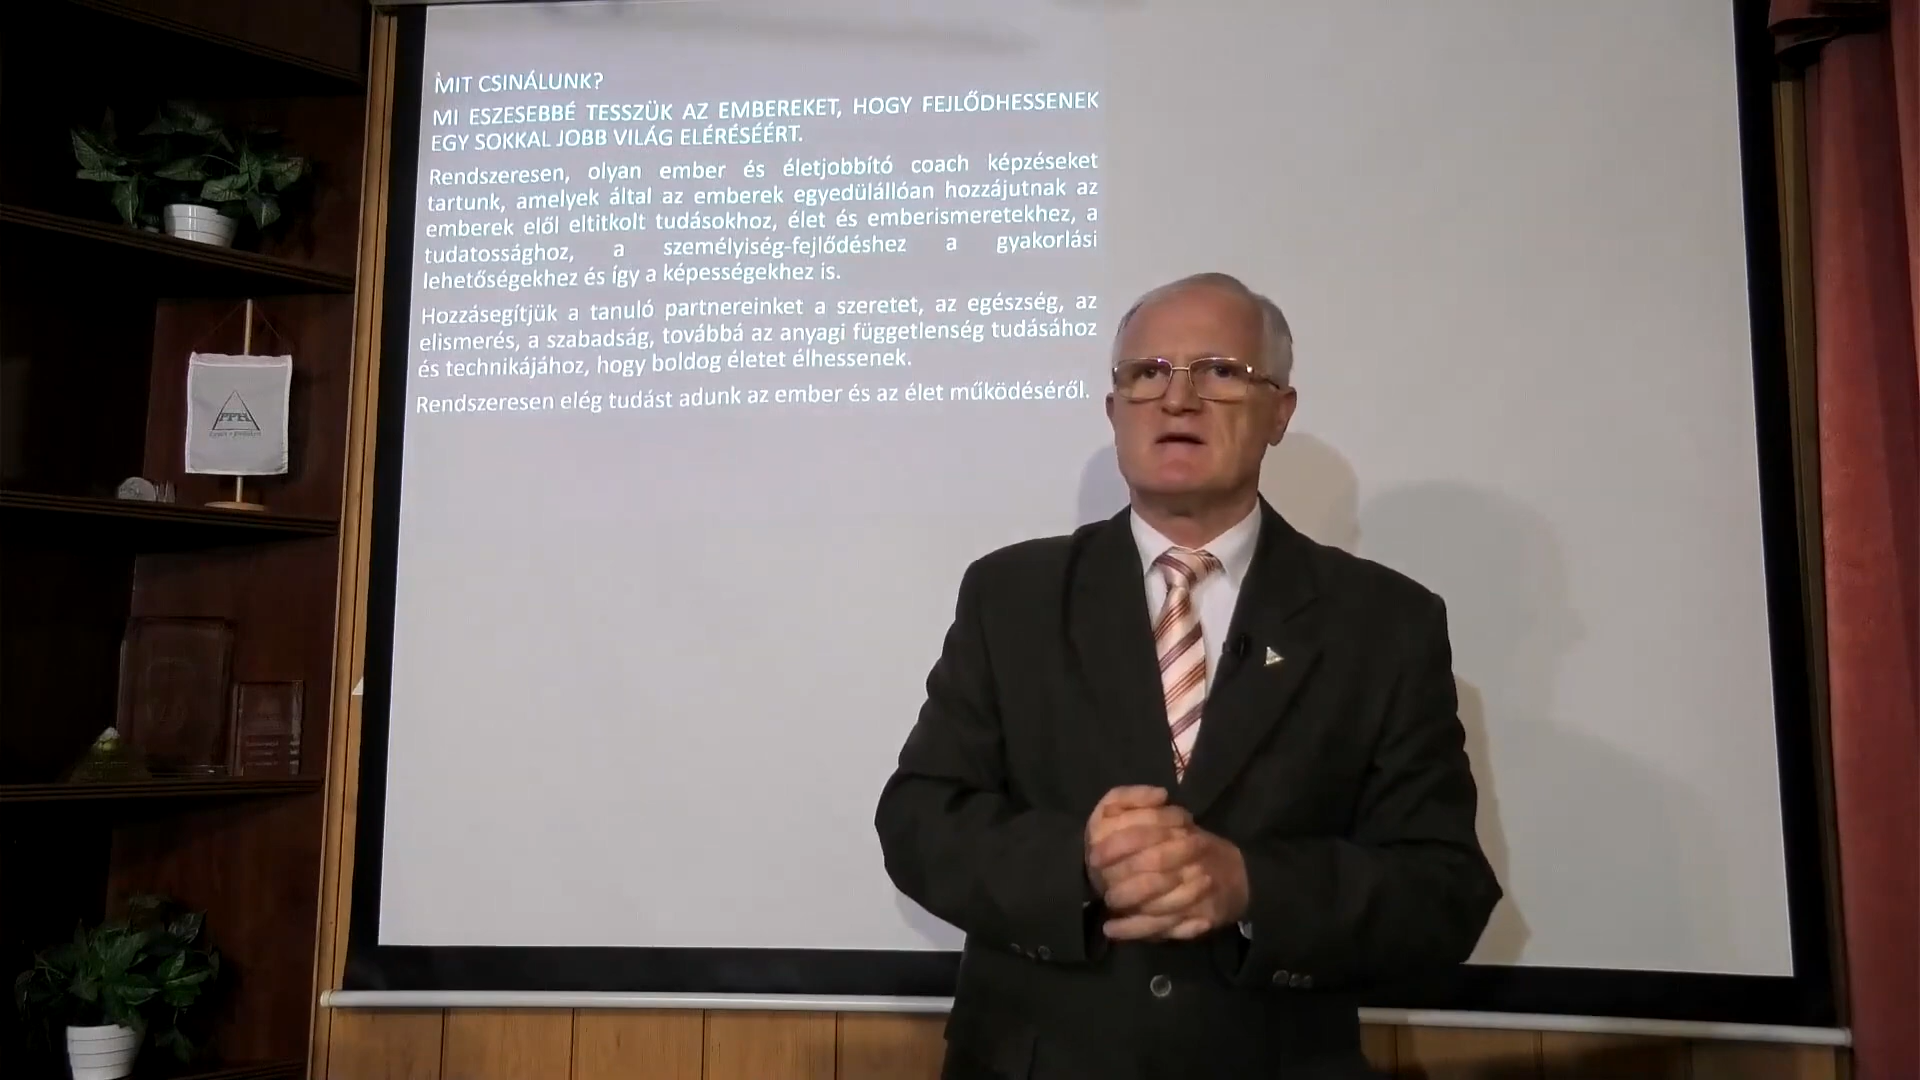 MIT CSINÁLUNK?
MI ESZESEBBÉ TESSZÜK AZ EMBEREKET, HOGY FEJLŐDHESSENEK
EGY SOKKAL JOBB VILÁG ELÉRÉSÉÉRT.
Rendszeresen, olyan ember és életjobbító coach képzéseket
tartunk, amelyek által az emberek egyedülállóan hozzájutnak az
emberek elől eltitkolt tudásokhoz, élet és emberismeretekhez, a
tudatossághoz, a személyiség-fejlődéshez a gyakorlási
lehetőségekhez és így a képességekhez is.
Hozzásegítjük a tanuló partnereinket a szeretet, az egészség, az
elismerés, a szabadság, továbbá az anyagi függetlenség tudásához
és technikájához, hogy boldog életet élhessenek.
Rendszeresen elég tudást adunk az ember és az élet működéséről.
PPH